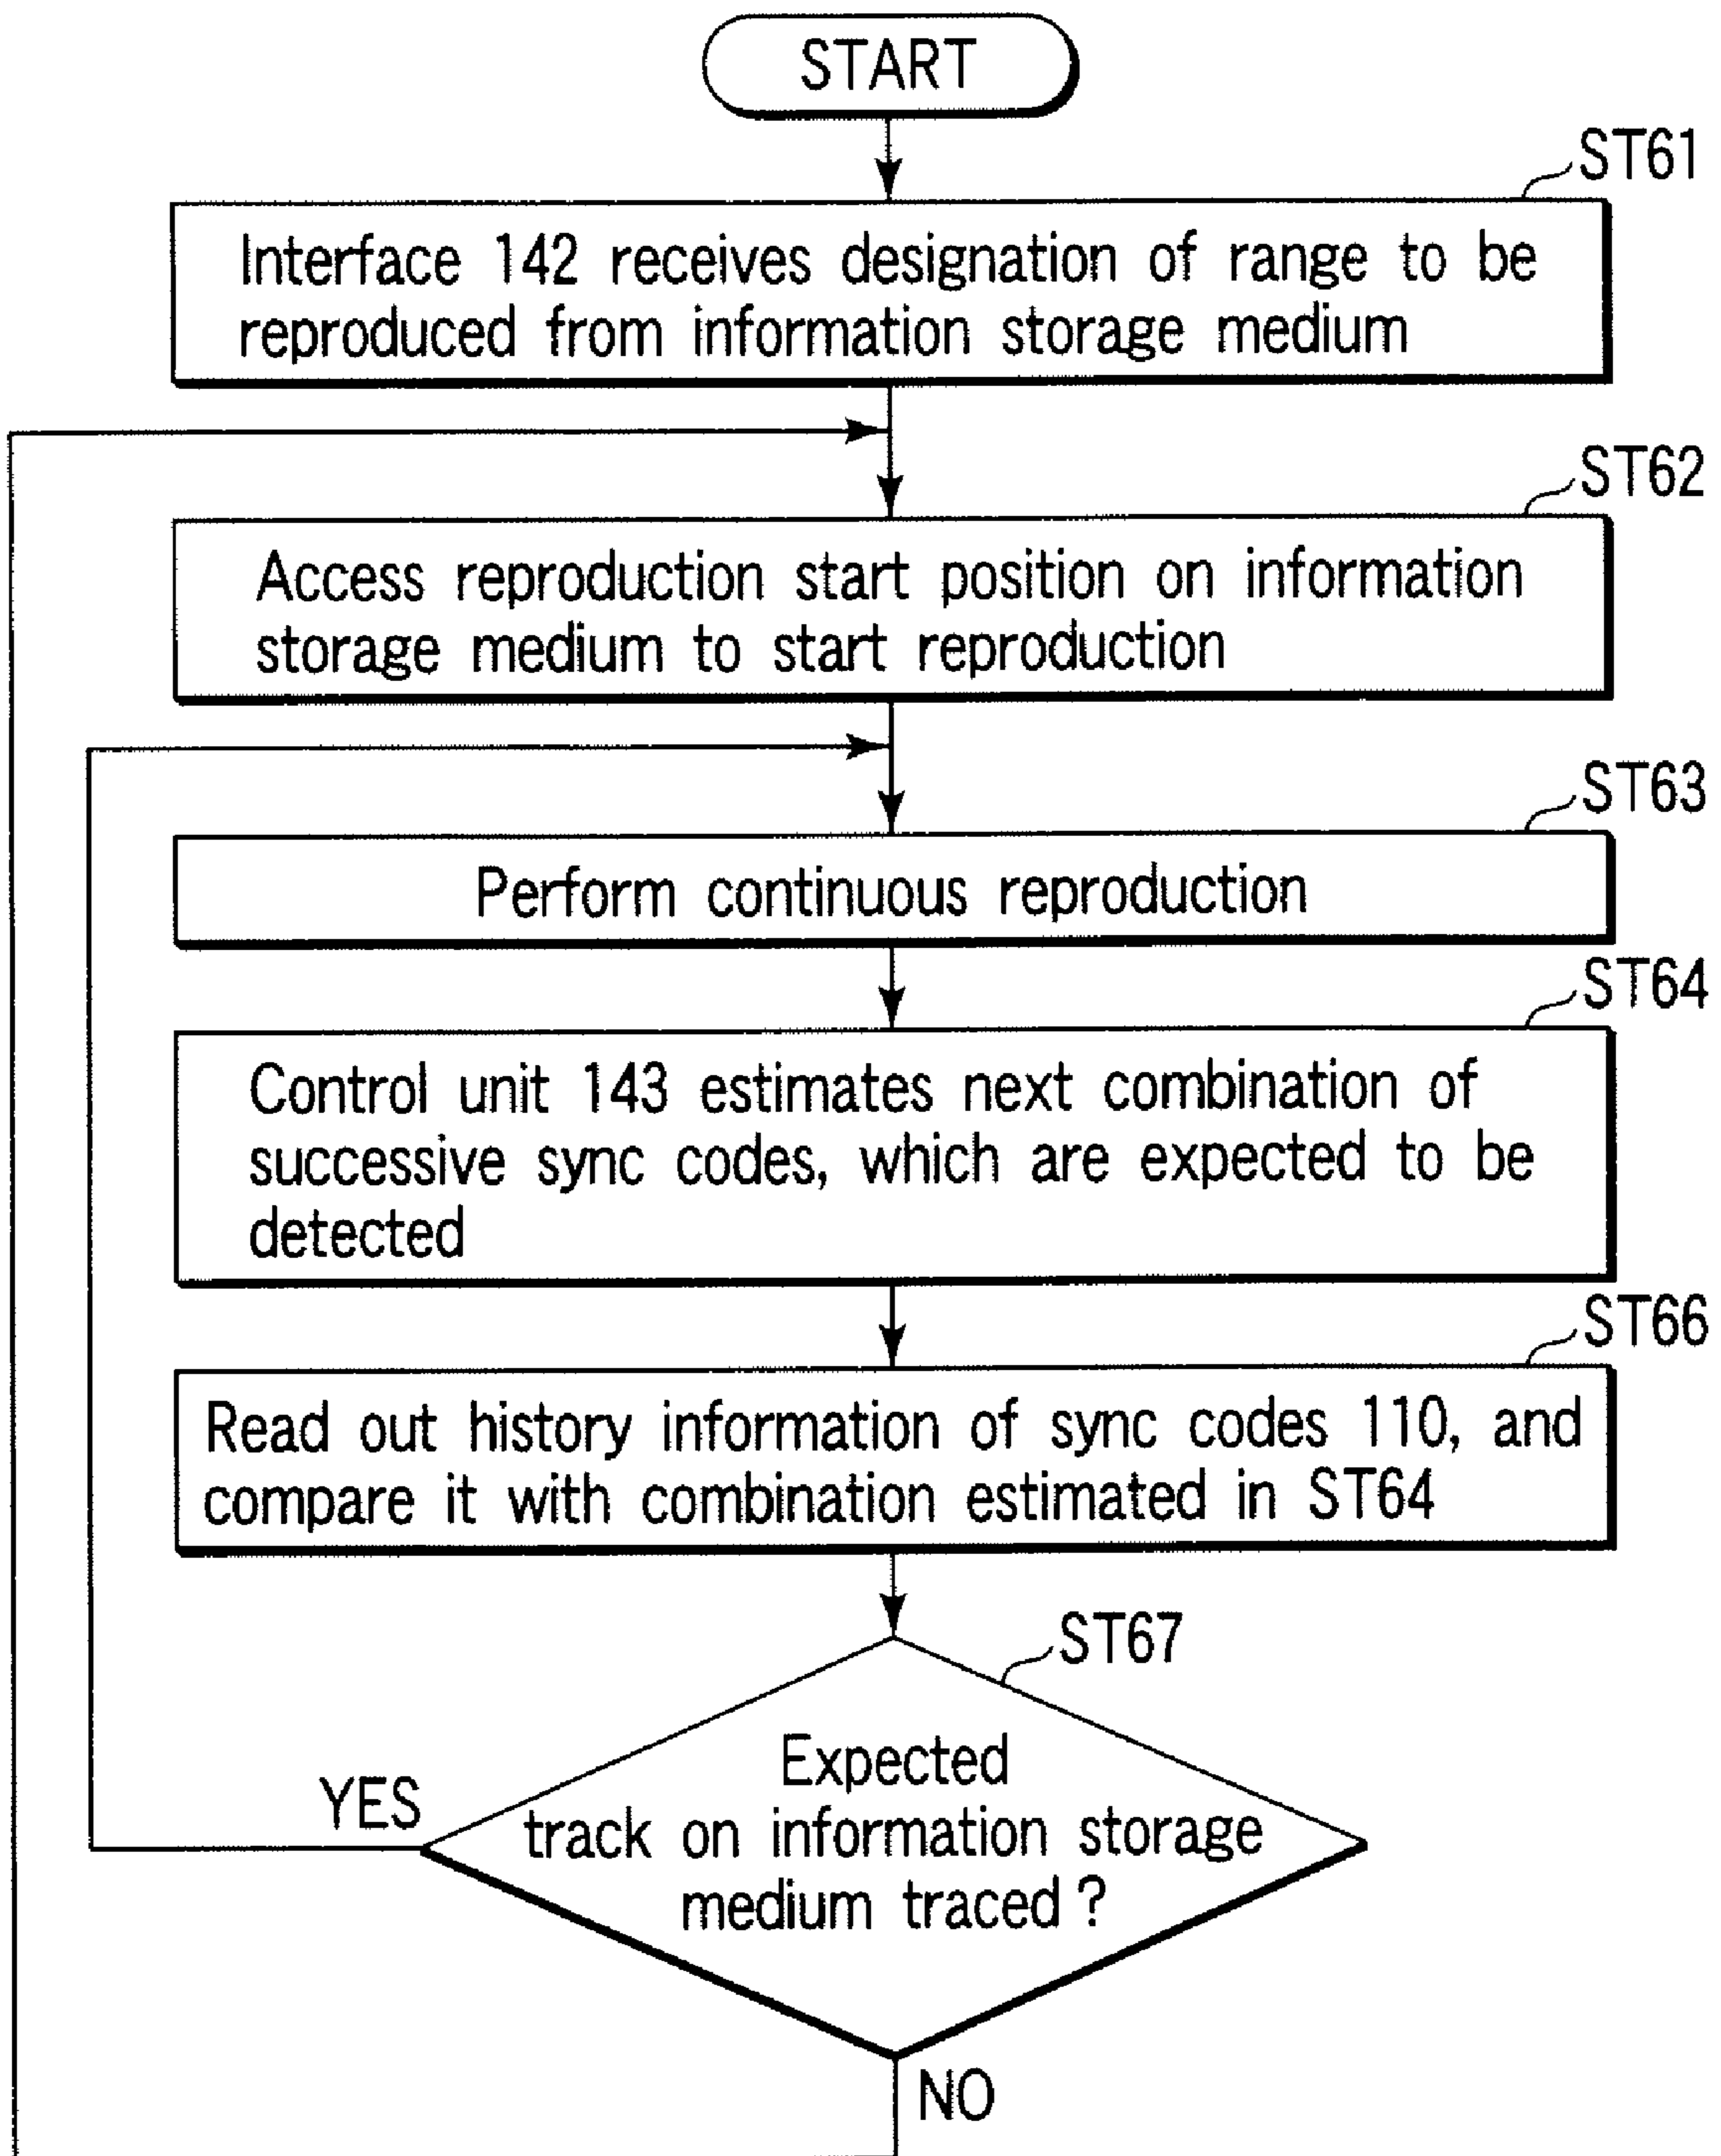 START
ST61
Interface 142 receives designation of range to be
reproduced from information storage medium
ST62
Access reproduction start position on information
storage medium to start reproduction
ST63
Perform continuous reproduction
ST64
Control unit 143 estimates next combination of
successive sync codes, which are expected to be
detected
ST66
Read out history information of sync codes 110, and
compare it with combination estimated in ST64
ST67
Expected
track on information storage
medium traced ?
YES
NO